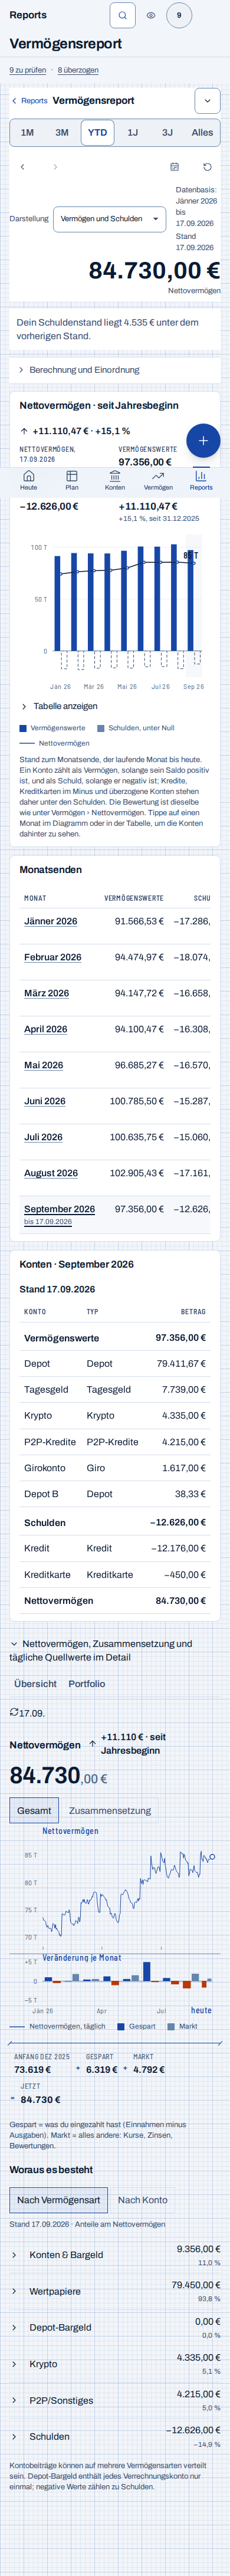 Reports
9
Vermögensreport
9 zu prüfen · 8 überzogen
Reports Vermögensreport
1M 3M YTD 1J 3J Alles
Datenbasis:
Jänner 2026
bis
17.09.2026
Stand
17.09.2026
Darstellung Vermögen und Schulden
84.730,00 €
Nettovermögen
Dein Schuldenstand liegt 4.535 € unter dem
vorherigen Stand.
Berechnung und Einordnung
Nettovermögen · seit Jahresbeginn
+11.110,47 € · +15,1 %
NETTOVERMÖGEN,
17.09.2026
VERMÖGENSWERTE
97.356,00 €
Heute Plan Konten Vermögen Reports
−12.626,00 €
+11.110,47 €
+15,1 %, seit 31.12.2025
100 T
85 T
50 T
0
Jän 26 Mär 26 Mai 26 Jul 26 Sep 26
Tabelle anzeigen
Vermögenswerte Schulden, unter Null
Nettovermögen
Stand zum Monatsende, der laufende Monat bis heute.
Ein Konto zählt als Vermögen, solange sein Saldo positiv
ist, und als Schuld, solange er negativ ist; Kredite,
Kreditkarten im Minus und überzogene Konten stehen
daher unter den Schulden. Die Bewertung ist dieselbe
wie unter Vermögen › Nettovermögen. Tippe auf einen
Monat im Diagramm oder in der Tabelle, um die Konten
dahinter zu sehen.
Monatsenden
MONAT VERMÖGENSWERTE SCHU
Jänner 2026 91.566,53 € −17.286,
Februar 2026 94.474,97 € −18.074,
März 2026 94.147,72 € −16.658,
April 2026 94.100,47 € −16.308,
Mai 2026 96.685,27 € −16.570,
Juni 2026 100.785,50 € −15.287,
Juli 2026 100.635,75 € −15.060,
August 2026 102.905,43 € −17.161,
September 2026 97.356,00 € −12.626,
bis 17.09.2026
Konten · September 2026
Stand 17.09.2026
KONTO TYP BETRAG
Vermögenswerte 97.356,00 €
Depot Depot 79.411,67 €
Tagesgeld Tagesgeld 7.739,00 €
Krypto Krypto 4.335,00 €
P2P-Kredite P2P-Kredite 4.215,00 €
Girokonto Giro 1.617,00 €
Depot B Depot 38,33 €
Schulden −12.626,00 €
Kredit Kredit −12.176,00 €
Kreditkarte Kreditkarte −450,00 €
Nettovermögen 84.730,00 €
Nettovermögen, Zusammensetzung und
tägliche Quellwerte im Detail
Übersicht Portfolio
17.09.
Nettovermögen +11.110 € · seit
Jahresbeginn
84.730,00 €
Gesamt Zusammensetzung
Nettovermögen
85 T
80 T
75 T
70 T
Veränderung je Monat
+5 T
0
−5 T
Jän 26 Apr Jul heute
Nettovermögen, täglich Gespart Markt
ANFANG DEZ 2025 GESPART MARKT
73.619 € + 6.319 € + 4.792 €
JETZT
= 84.730 €
Gespart = was du eingezahlt hast (Einnahmen minus
Ausgaben). Markt = alles andere: Kurse, Zinsen,
Bewertungen.
Woraus es besteht
Nach Vermögensart Nach Konto
Stand 17.09.2026 · Anteile am Nettovermögen
Konten & Bargeld 9.356,00 €
11,0 %
Wertpapiere 79.450,00 €
93,8 %
Depot-Bargeld 0,00 €
0,0 %
Krypto 4.335,00 €
5,1 %
P2P/Sonstiges 4.215,00 €
5,0 %
Schulden −12.626,00 €
−14,9 %
Kontobeiträge können auf mehrere Vermögensarten verteilt
sein. Depot-Bargeld enthält jedes Verrechnungskonto nur
einmal; negative Werte zählen zu Schulden.